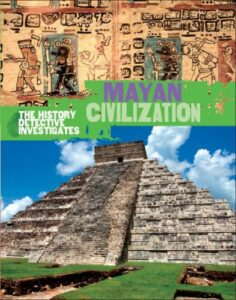 MAYAN
CIVILIZATION
THE HISTORY
DETECTIVE
INVESTIGATES